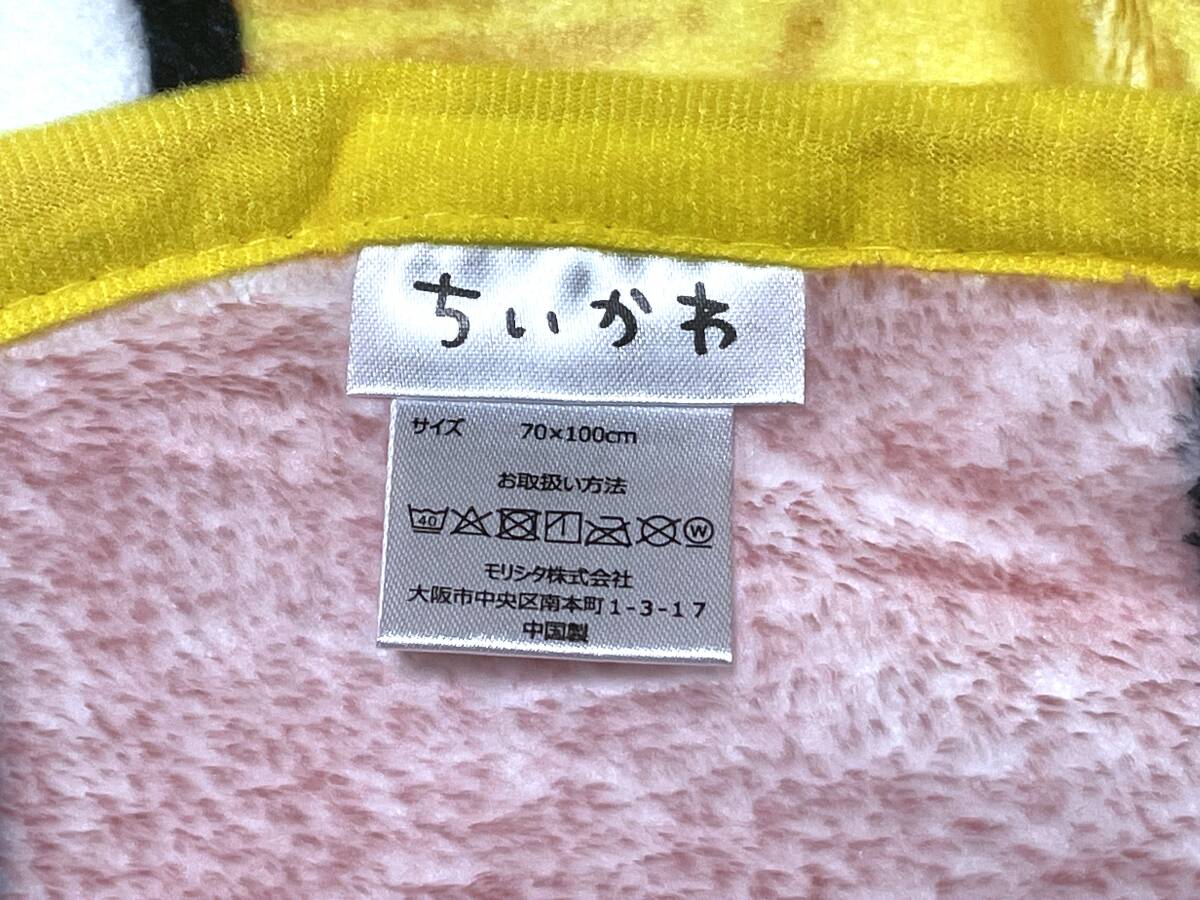 ちいかわ
サイズ 70×100cm
お取扱い方法
40 W
モリシタ株式会社
大阪市中央区南本町1-3-17
中国製